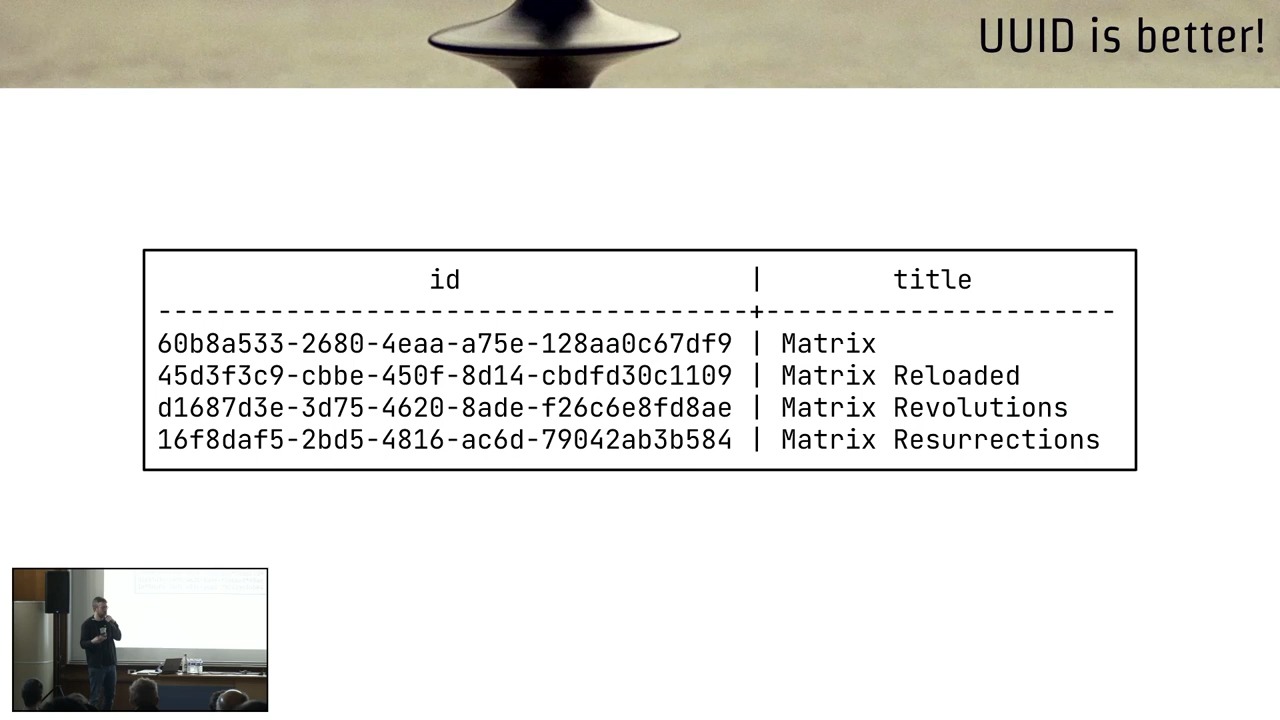 UUID is better!
id | title
-------------------------------------+----------------------
60b8a533-2680-4eaa-a75e-128aa0c67df9 | Matrix
45d3f3c9-cbbe-450f-8d14-cbdfd30c1109 | Matrix Reloaded
d1687d3e-3d75-4620-8ade-f26c6e8fd8ae | Matrix Revolutions
16f8daf5-2bd5-4816-ac6d-79042ab3b584 | Matrix Resurrections